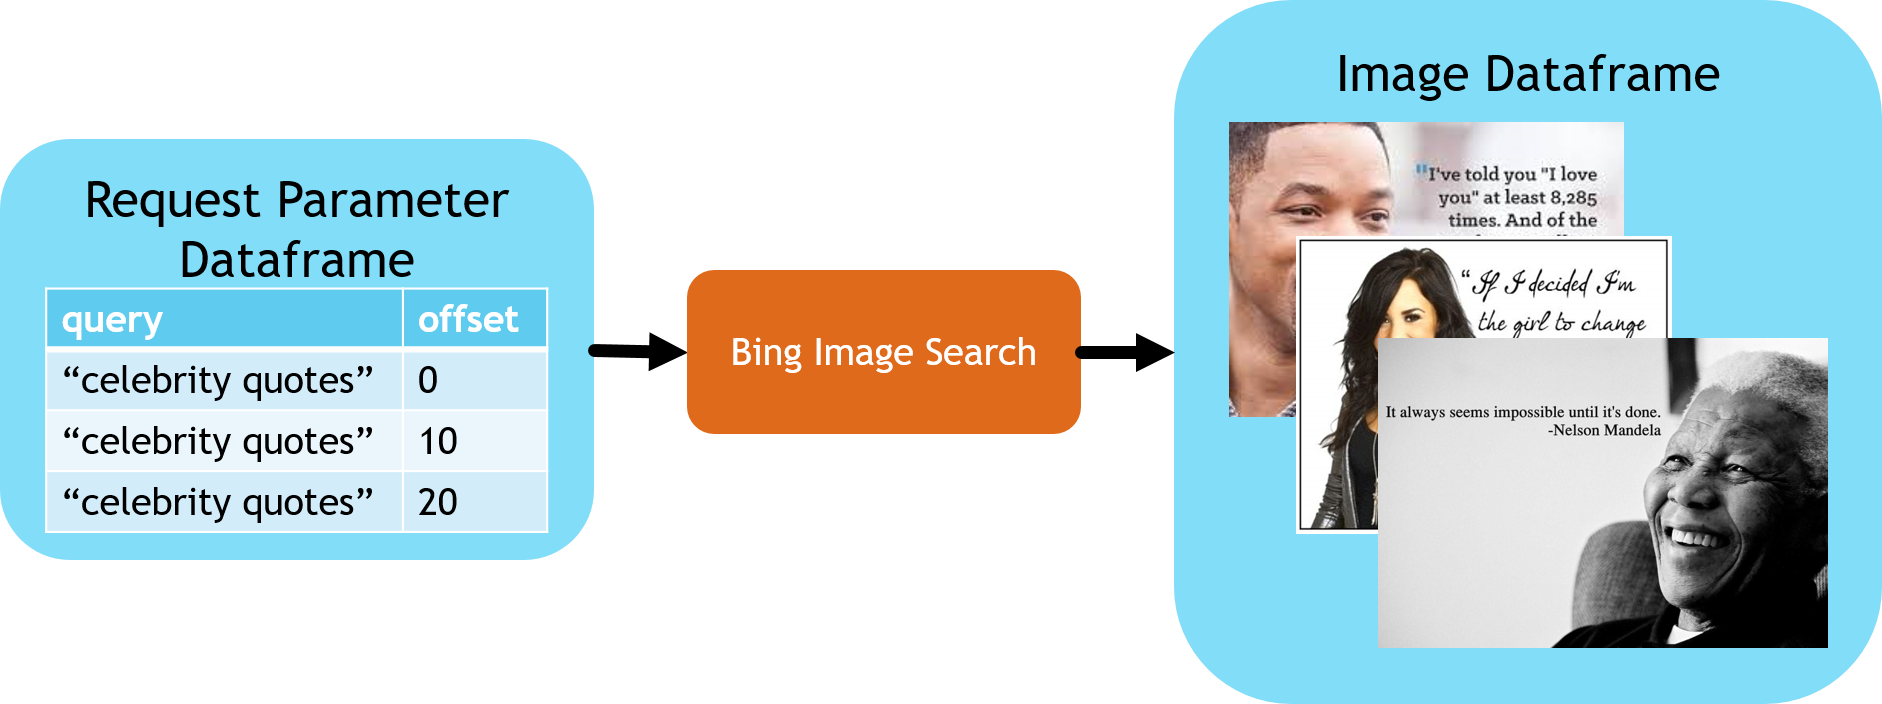 Request Parameter
Dataframe
query offset
“celebrity quotes” 0
“celebrity quotes” 10
“celebrity quotes” 20
Bing Image Search
Image Dataframe
"I've told you "I love
you" at least 8,285
times. And of the
“If I decided I'm
the girl to change
It always seems impossible until it's done.
-Nelson Mandela